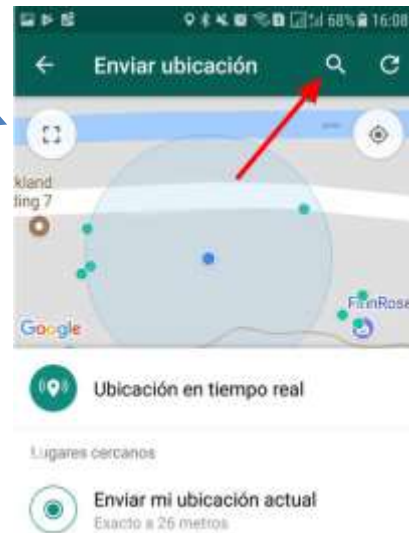 68% 16:08
Enviar ubicación
kland
ding 7
FinnRose
Google
Ubicación en tiempo real
Lugares cercanos
Enviar mi ubicación actual
Exacto a 26 metros